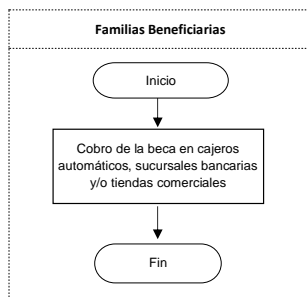 Familias Beneficiarias
Inicio
Cobro de la beca en cajeros
automáticos, sucursales bancarias
y/o tiendas comerciales
Fin